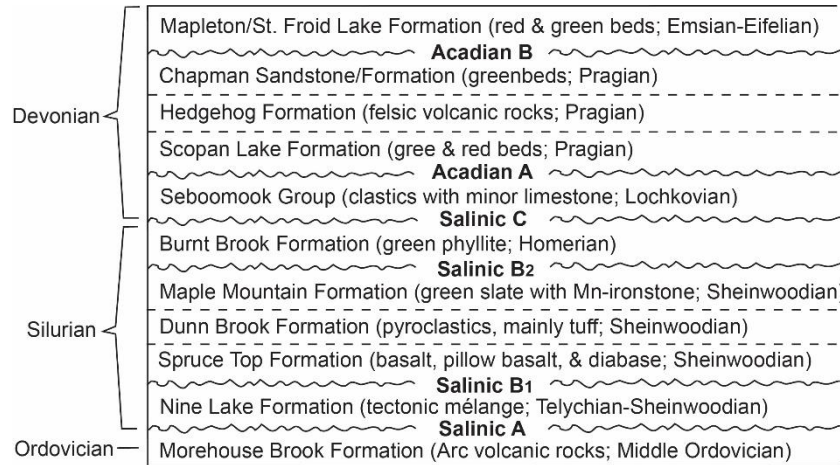 Mapleton/St. Froid Lake Formation (red & green beds; Emsian-Eifelian)
Acadian B
Chapman Sandstone/Formation (greenbeds; Pragian)
Devonian
Hedgehog Formation (felsic volcanic rocks; Pragian)
Scopan Lake Formation (gree & red beds; Pragian)
Acadian A
Seboomook Group (clastics with minor limestone; Lochkovian)
Salinic C
Burnt Brook Formation (green phyllite; Homerian)
Salinic B2
Maple Mountain Formation (green slate with Mn-ironstone; Sheinwoodian)
Silurian
Dunn Brook Formation (pyroclastics, mainly tuff; Sheinwoodian)
Spruce Top Formation (basalt, pillow basalt, & diabase; Sheinwoodian)
Salinic B1
Nine Lake Formation (tectonic mélange; Telychian-Sheinwoodian)
Salinic A
Ordovician
Morehouse Brook Formation (Arc volcanic rocks; Middle Ordovician)